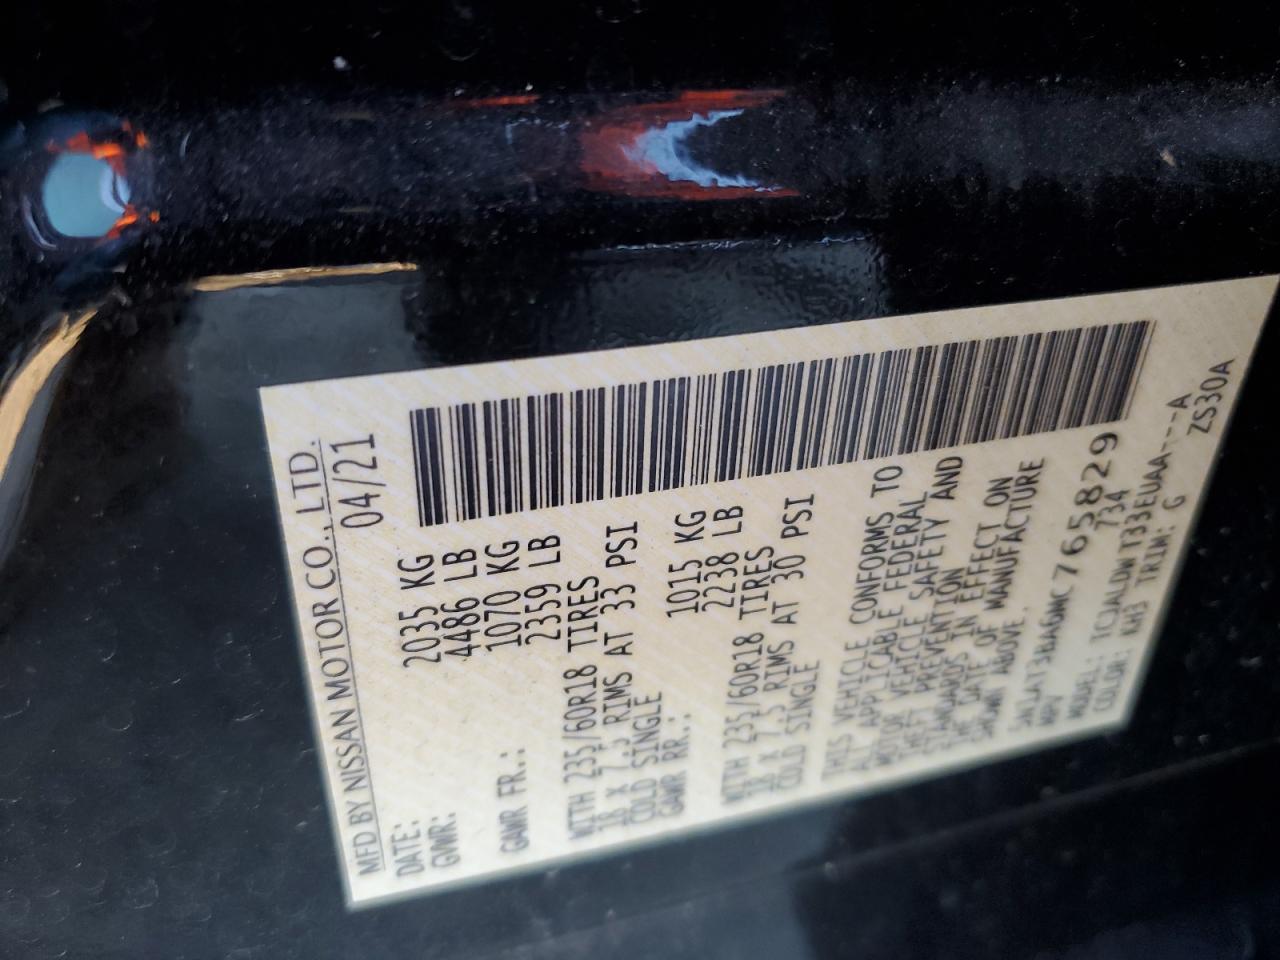 MFD BY NISSAN MOTOR CO., LTD.
DATE: 04/21
GVWR: 2035 KG
4486 LB
GAWR FR.: 1070 KG
2359 LB
WITH 235/60R18 TIRES
18 X 7.5 RIMS AT 33 PSI
COLD SINGLE
GAWR RR.: 1015 KG
2238 LB
WITH 235/60R18 TIRES
18 X 7.5 RIMS AT 30 PSI
COLD SINGLE
THIS VEHICLE CONFORMS TO
ALL APPLICABLE FEDERAL
MOTOR VEHICLE SAFETY AND
THEFT PREVENTION
STANDARDS IN EFFECT ON
THE DATE OF MANUFACTURE
SHOWN ABOVE.
5N1AT3BA6MC765829
MPV 734
MODEL: TCJALDWT33EUAA----A
COLOR: KH3 TRIM: G ZS30A